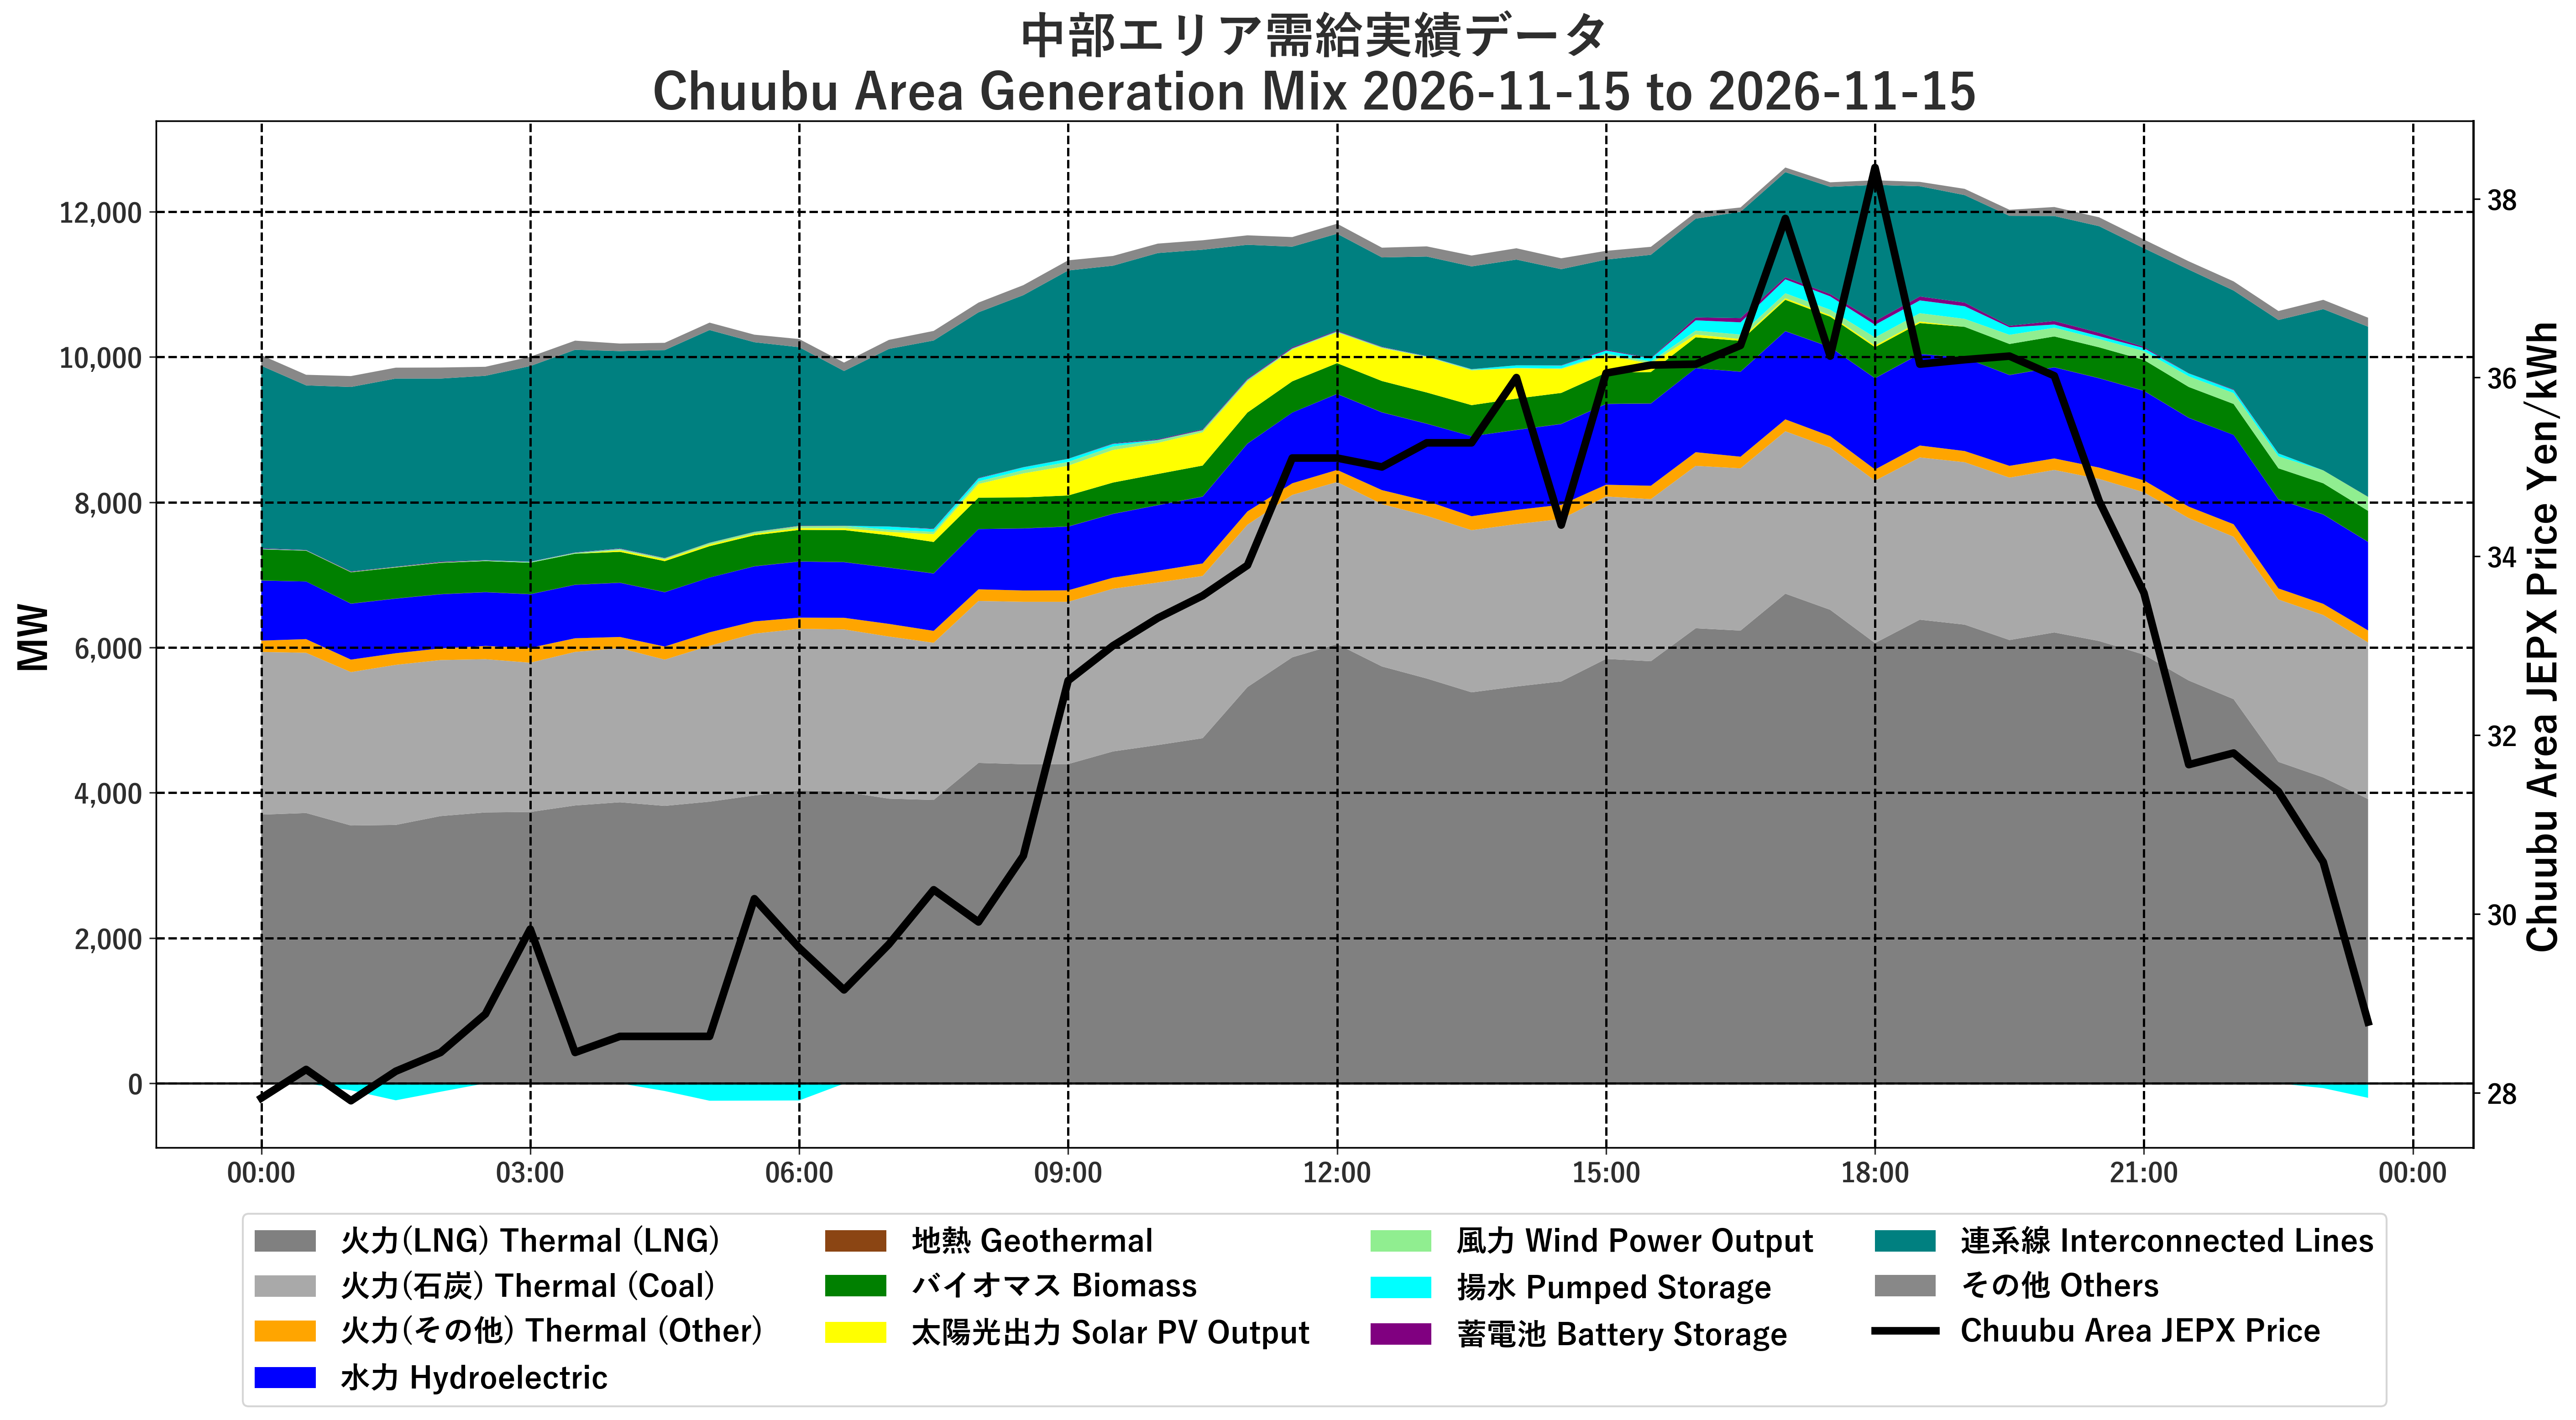 中部エリア需給実績データ
Chuubu Area Generation Mix 2026-11-15 to 2026-11-15
MW
12,000
10,000
8,000
6,000
4,000
2,000
0
38
36
34
32
30
28
Chuubu Area JEPX Price Yen/kWh
00:00 03:00 06:00 09:00 12:00 15:00 18:00 21:00 00:00
火力(LNG) Thermal (LNG)
火力(石炭) Thermal (Coal)
火力(その他) Thermal (Other)
水力 Hydroelectric
地熱 Geothermal
バイオマス Biomass
太陽光出力 Solar PV Output
風力 Wind Power Output
揚水 Pumped Storage
蓄電池 Battery Storage
連系線 Interconnected Lines
その他 Others
Chuubu Area JEPX Price